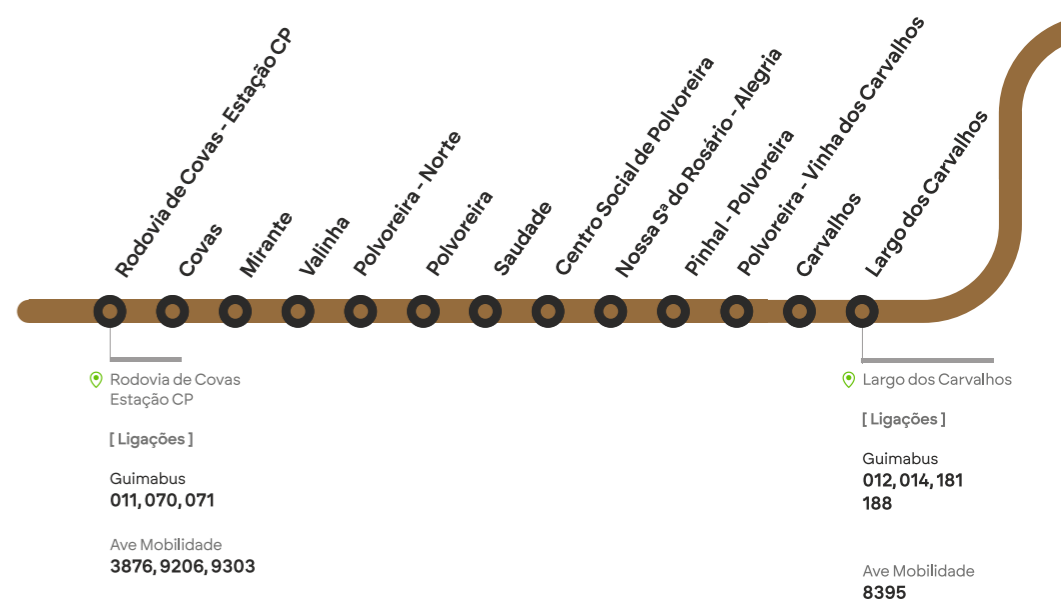 Rodovia de Covas - Estação CP
Covas
Mirante
Valinha
Polvoreira - Norte
Polvoreira
Saudade
Centro Social de Polvoreira
Nossa Sª do Rosário - Alegria
Pinhal - Polvoreira
Polvoreira - Vinha dos Carvalhos
Carvalhos
Largo dos Carvalhos
Rodovia de Covas
Estação CP
[ Ligações ]
Guimabus
011, 070, 071
Ave Mobilidade
3876, 9206, 9303
Largo dos Carvalhos
[ Ligações ]
Guimabus
012, 014, 181
188
Ave Mobilidade
8395